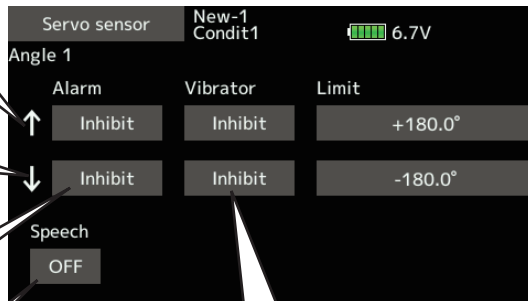 Servo sensor
New-1
Condit1
6.7V
Angle 1
Alarm Vibrator Limit
↑ Inhibit Inhibit +180.0°
↓ Inhibit Inhibit -180.0°
Speech
OFF